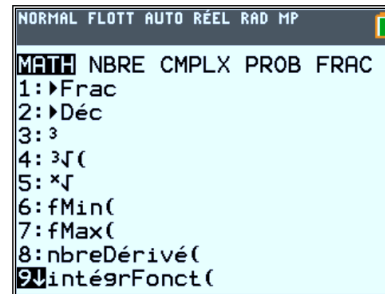 NORMAL FLOTT AUTO RÉEL RAD MP
MATH NBRE CMPLX PROB FRAC
1:▶Frac
2:▶Déc
3:³
4:³√(
5:ˣ√
6:fMin(
7:fMax(
8:nbreDérivé(
9↓intégrFonct(